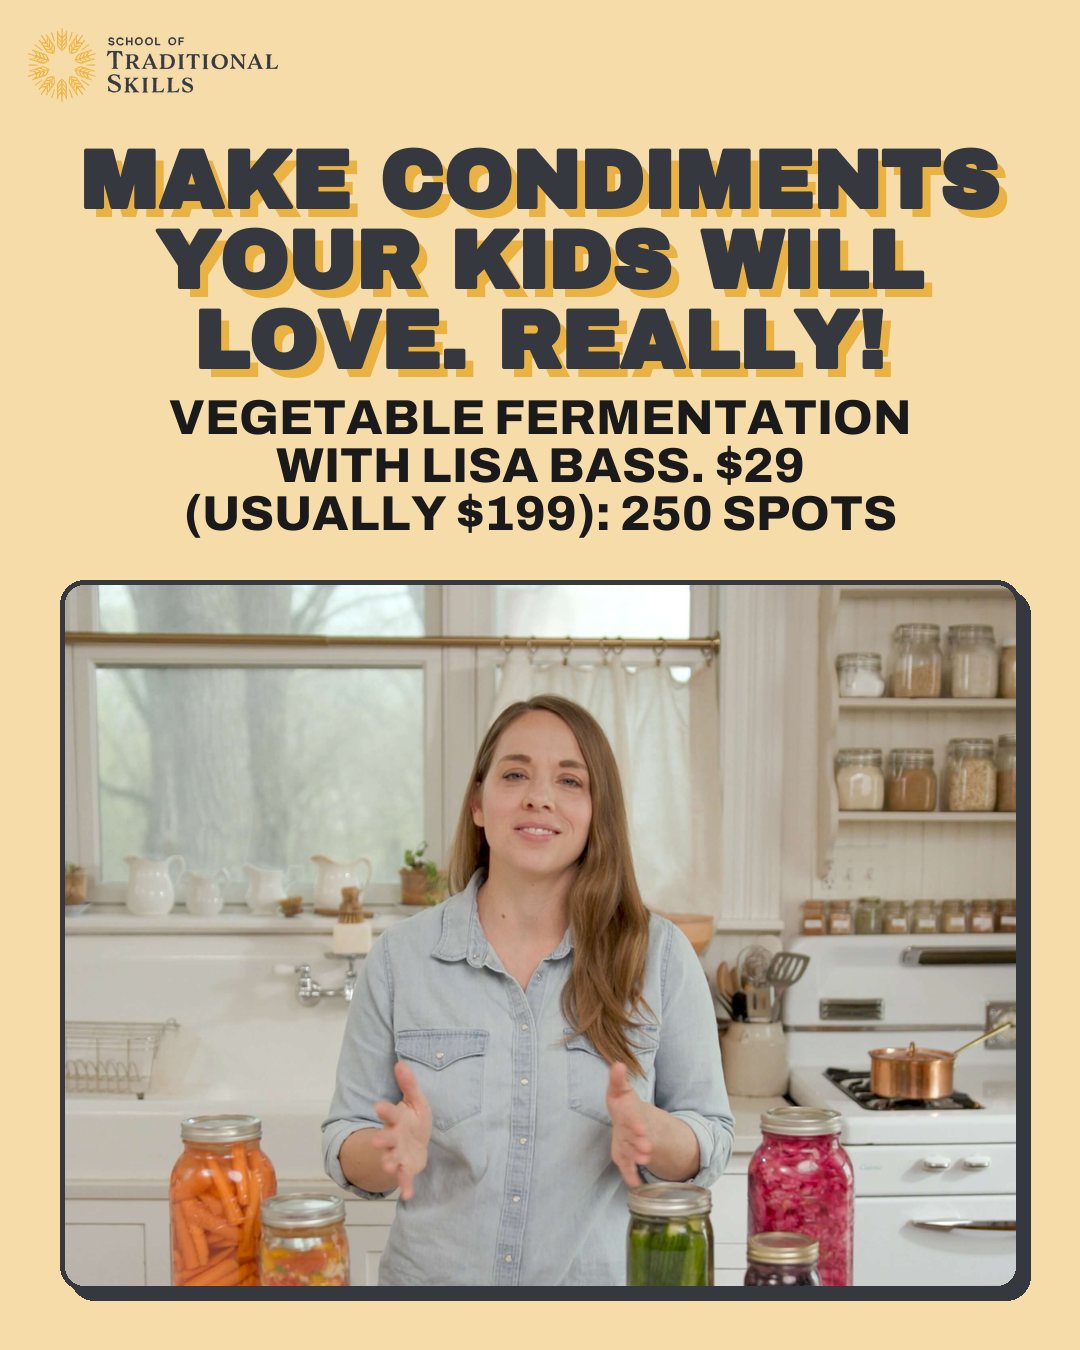 SCHOOL OF
TRADITIONAL
SKILLS
MAKE CONDIMENTS
YOUR KIDS WILL
LOVE. REALLY!
VEGETABLE FERMENTATION
WITH LISA BASS. $29
(USUALLY $199): 250 SPOTS